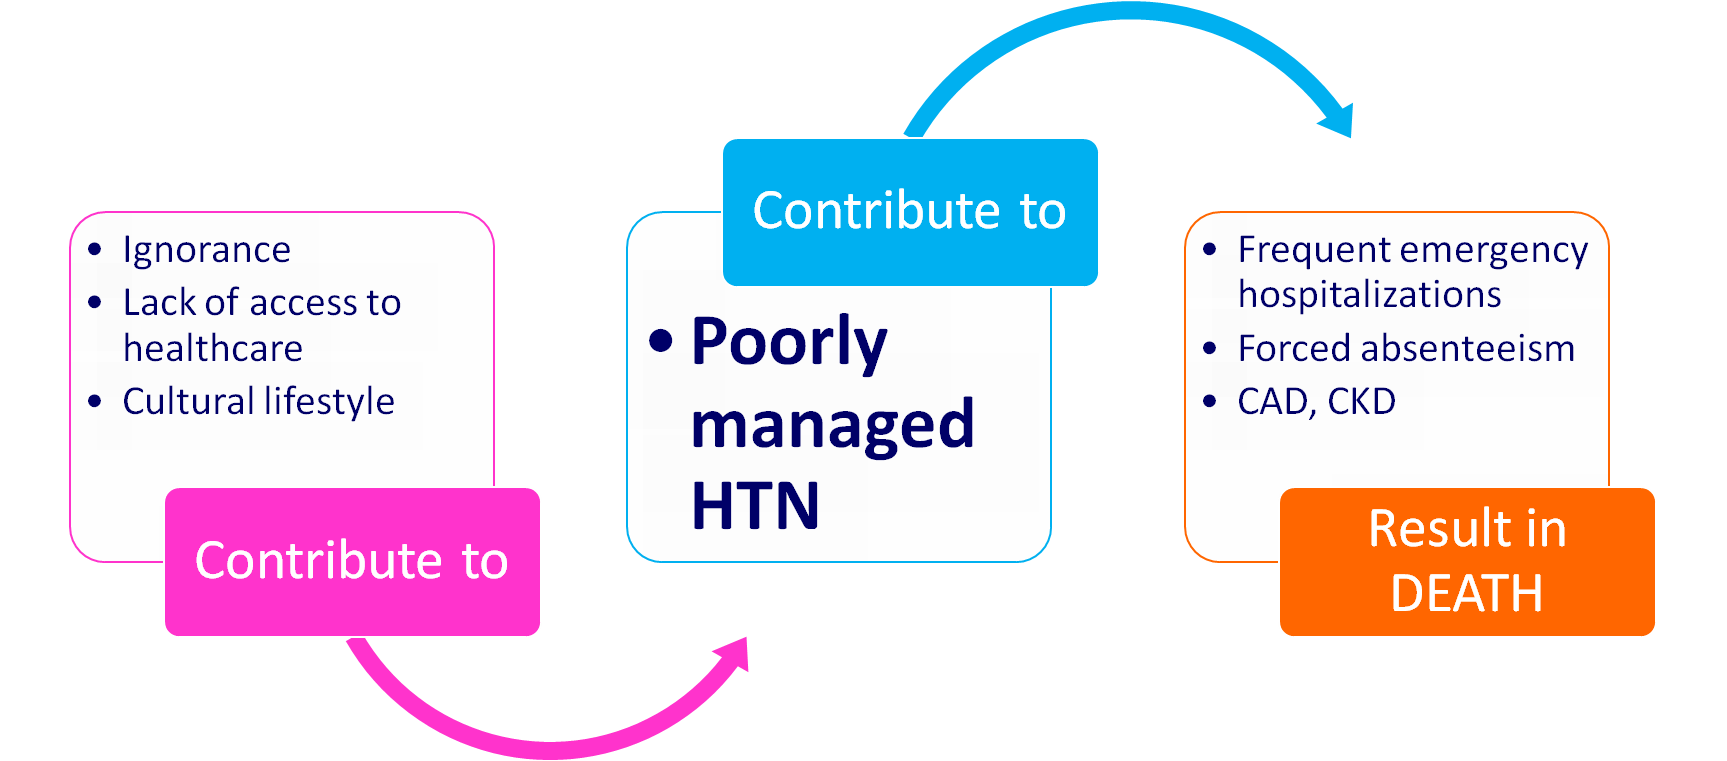 • Ignorance
• Lack of access to
healthcare
• Cultural lifestyle
Contribute to
Contribute to
• Poorly
managed
HTN
• Frequent emergency
hospitalizations
• Forced absenteeism
• CAD, CKD
Result in
DEATH